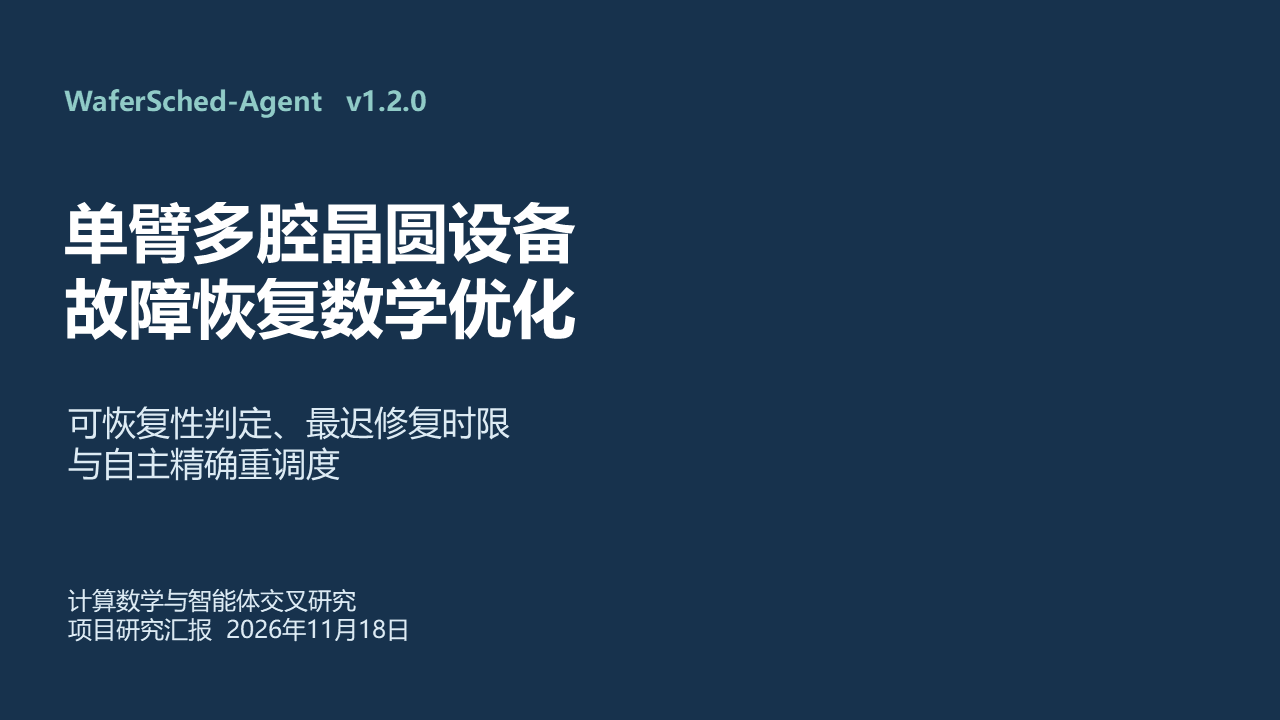 WaferSched-Agent v1.2.0
单臂多腔晶圆设备
故障恢复数学优化
可恢复性判定、最迟修复时限
与自主精确重调度
计算数学与智能体交叉研究
项目研究汇报 2026年11月18日